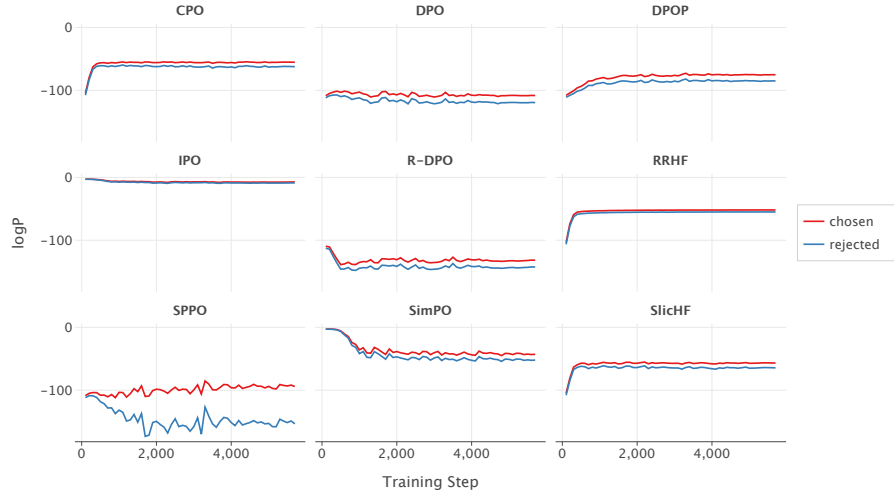 CPO
DPO
DPOP
0
−100
IPO
R−DPO
RRHF
0
−100
logP
chosen
rejected
SPPO
SimPO
SlicHF
0
−100
0
2,000
4,000
0
2,000
4,000
0
2,000
4,000
Training Step